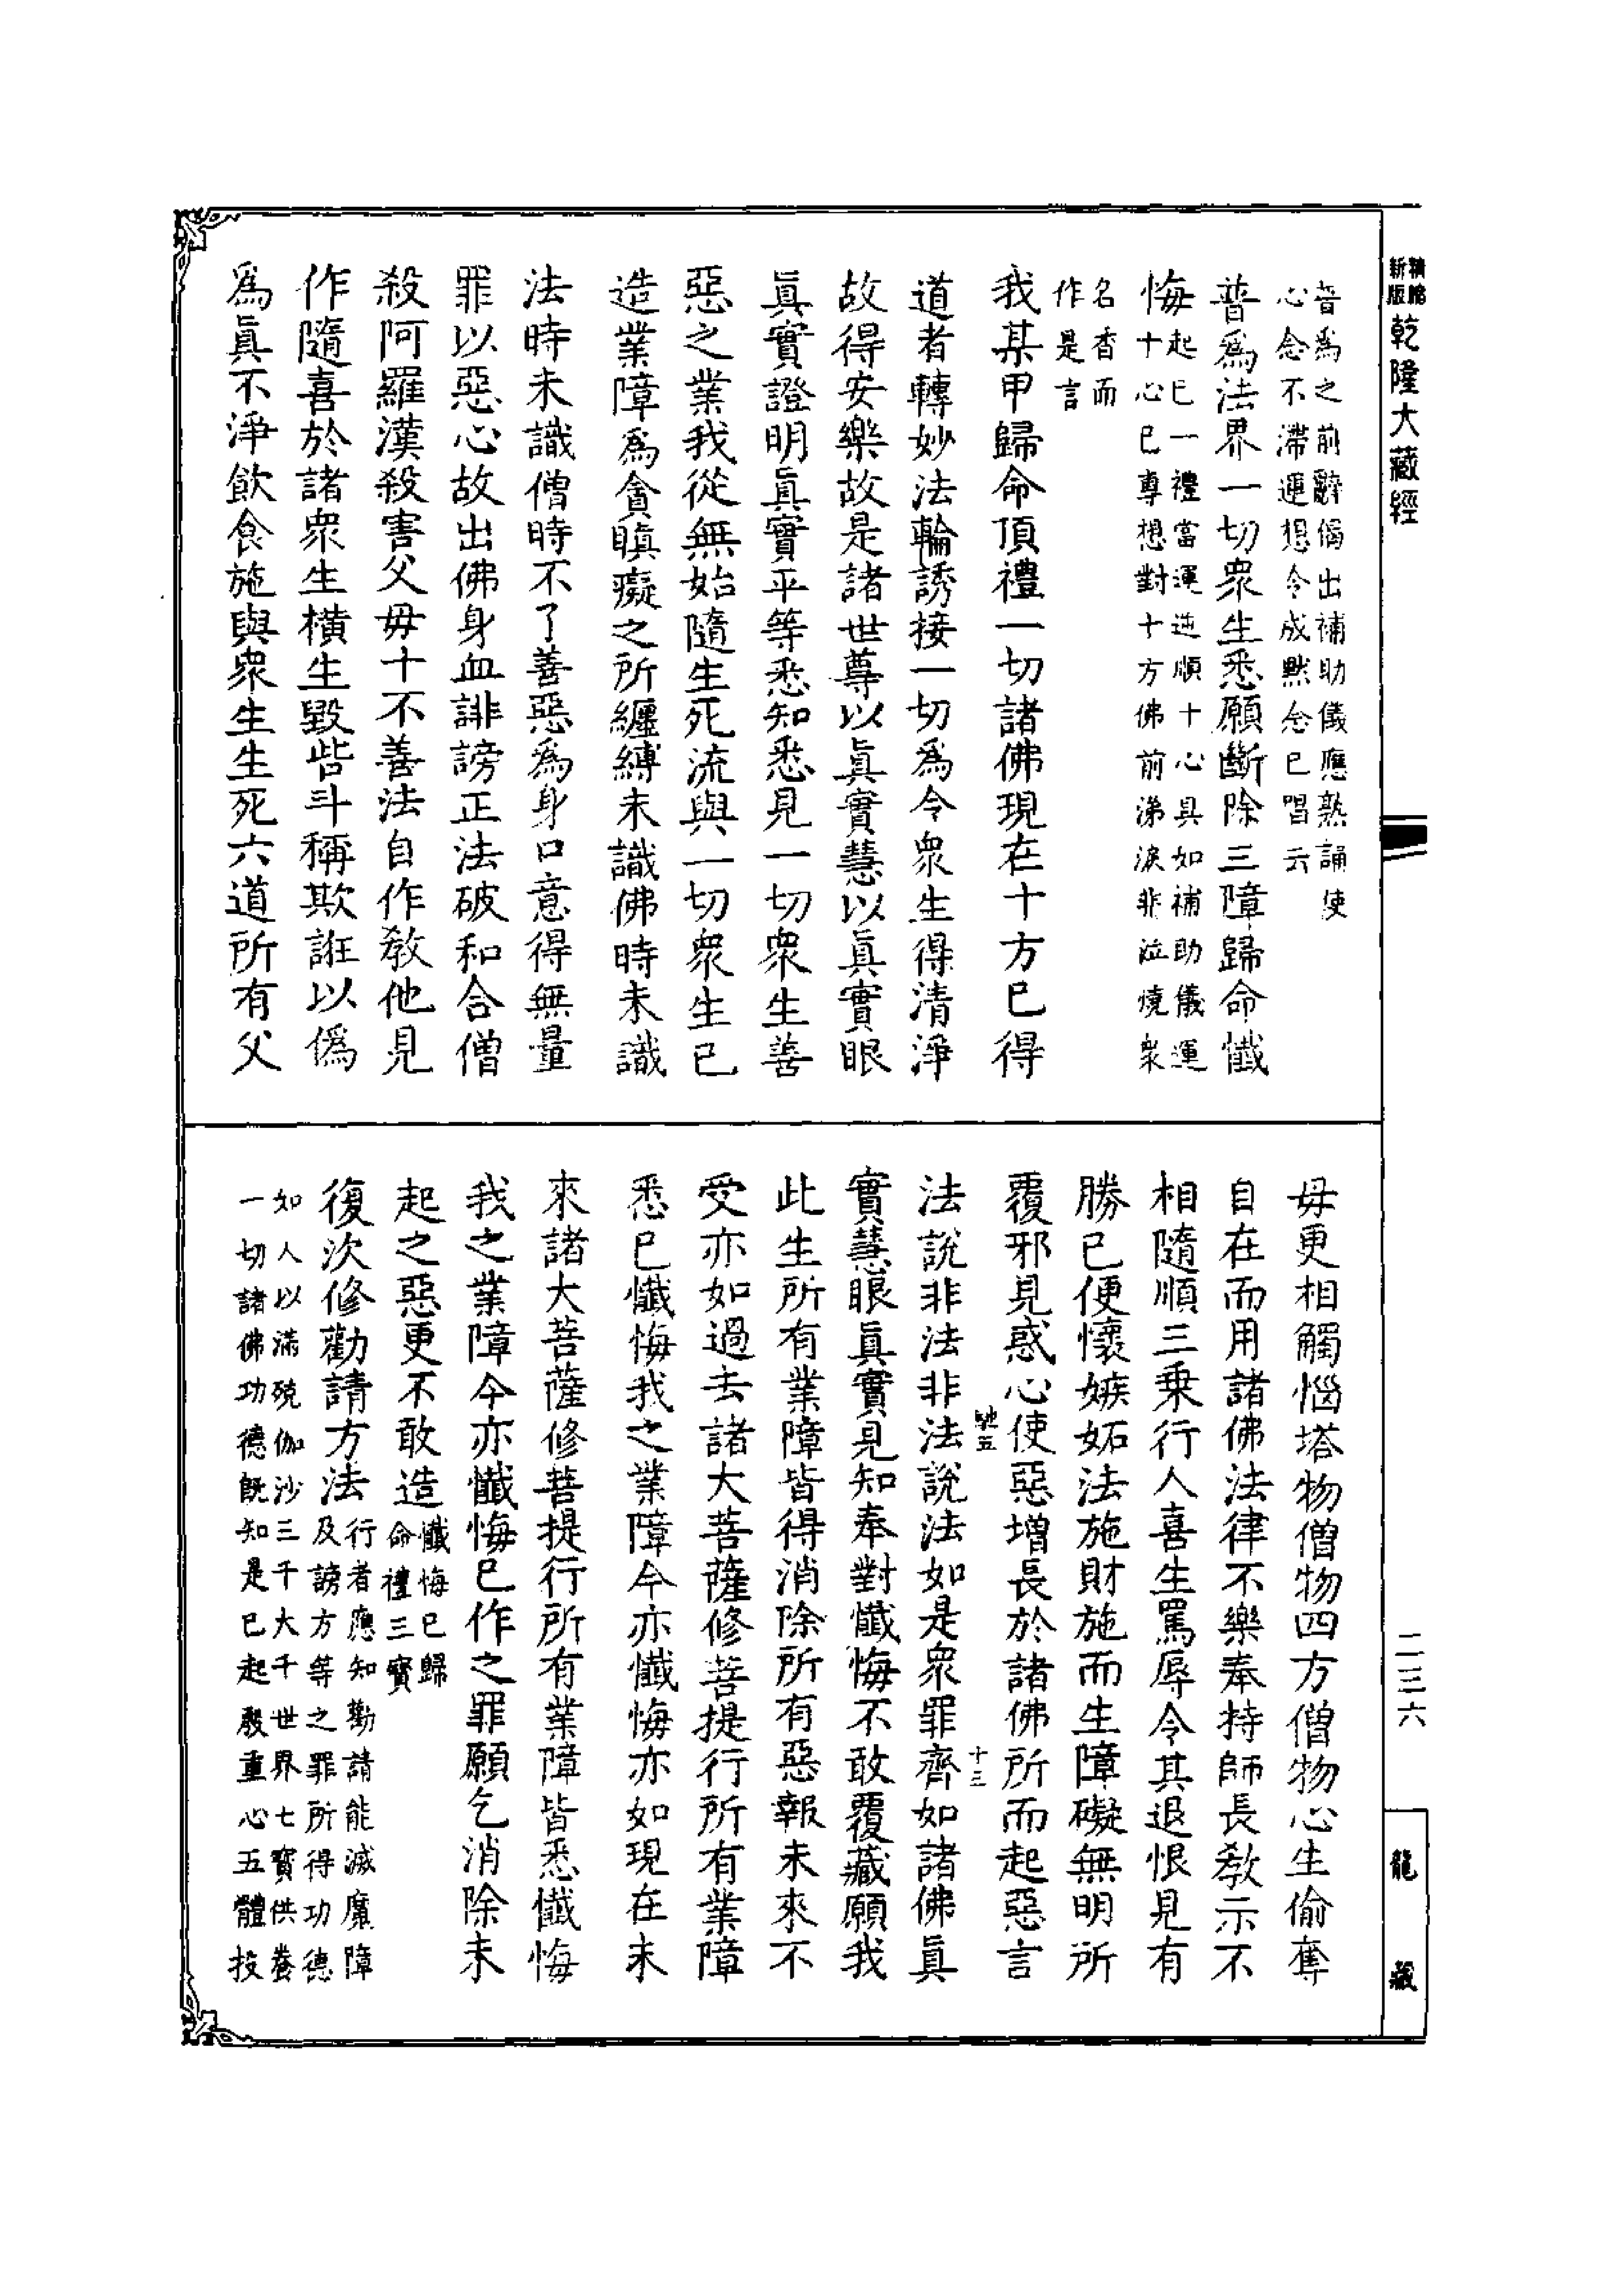 精縮
新版
乾隆大藏經
昔為之前辭偈出補助儀應熟誦使
心念不滯運想令成黙念已唱云
普爲法界一切衆生悉願斷除三障歸命懺
悔
起已一禮當運逆順十心具如補助儀運
十心已專想對十方佛前涕淚悲泣燒衆
名香而
作是言
我某甲歸命頂禮一切諸佛現在十方已得
道者轉妙法輪誘接一切爲令衆生得清淨
故得安樂故是諸世尊以眞實慧以眞實眼
眞實證明眞實平等悉知悉見一切衆生善
惡之業我從無始隨生死流與一切衆生已
造業障爲貪瞋癡之所纏縛未識佛時未識
法時未識僧時不了善惡爲身口意得無量
罪以惡心故出佛身血誹謗正法破和合僧
殺阿羅漢殺害父毋十不善法自作敎他見
作隨喜於諸衆生横生毀呰斗稱欺誑以僞
爲眞不淨飮食施與衆生生死六道所有父
毋更相觸惱塔物僧物四方僧物心生偷奪
自在而用諸佛法律不樂奉持師長敎示不
相隨順三乗行人喜生罵辱令其退恨見有
勝已便懷嫉妬法施財施而生障礙無明所
覆邪見惑心使惡增長於諸佛所而起惡言
馳五
十三
法說非法非法說法如是衆罪齊如諸佛眞
實慧眼眞實見知奉對懺悔不敢覆藏願我
此生所有業障皆得消除所有惡報未來不
受亦如過去諸大菩薩修菩提行所有業障
悉已懺悔我之業障今亦懺悔亦如現在未
來諸大菩薩修菩提行所有業障皆悉懺悔
我之業障今亦懺悔已作之罪願乞消除未
起之惡更不敢造
懺悔已歸
命禮三寳
復次修勸請方法
行者應知勸請能滅魔障
及謗方等之罪所得功德
如人以滿殑伽沙三千大千世界七寳供養
一切諸佛功德旣知是已起殷重心五體投
二三六
龍藏